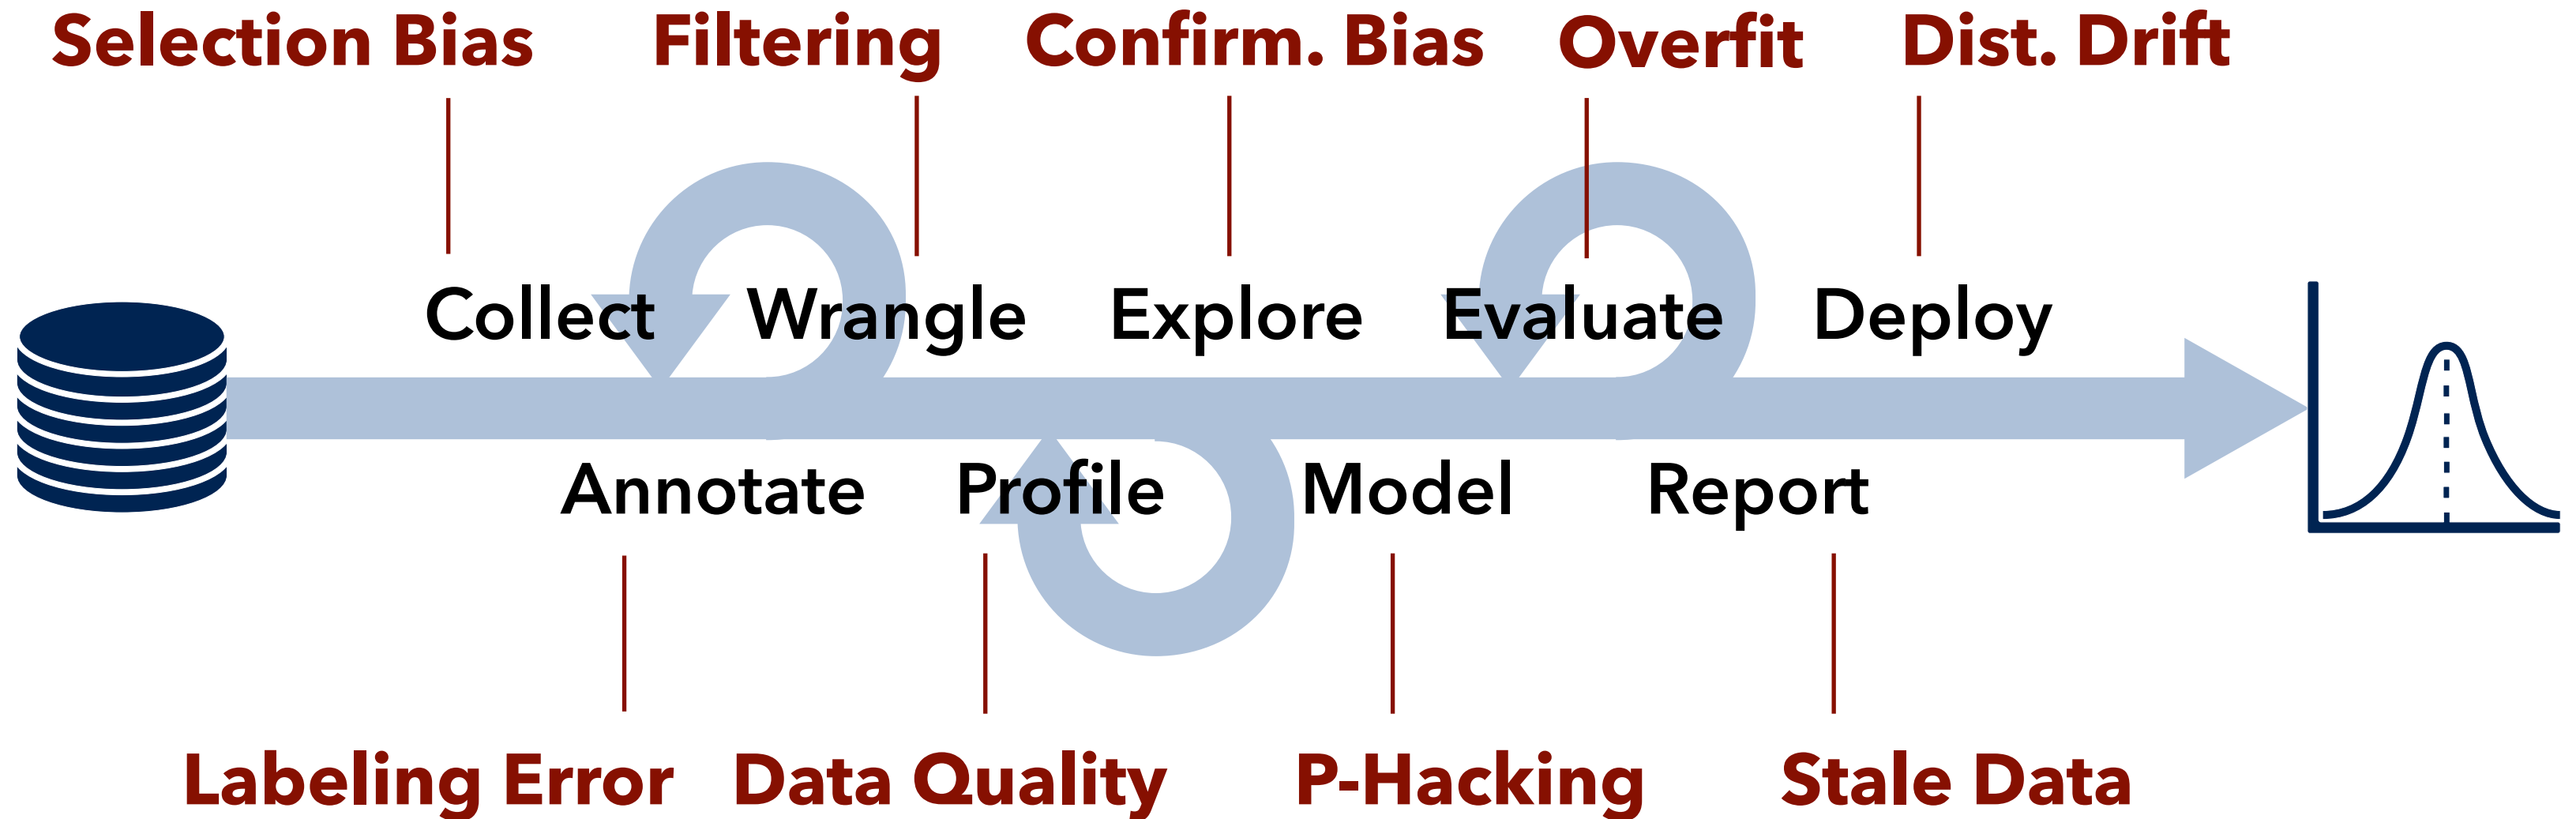 Selection Bias Filtering Confirm. Bias Overfit Dist. Drift
Collect Wrangle Explore Evaluate Deploy
Annotate Profile Model Report
Labeling Error Data Quality P-Hacking Stale Data